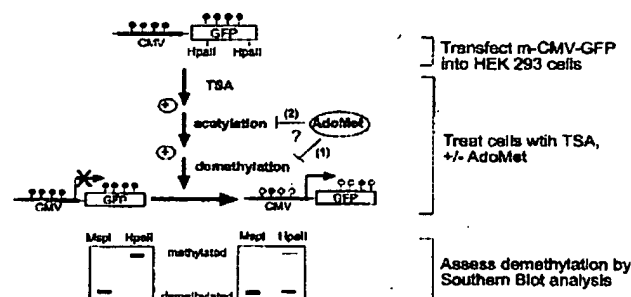 CMV
GFP
HpaII HpaII
Transfect m-CMV-GFP
into HEK 293 cells
TSA
+
acetylation
(2)
?
AdoMet
+
(1)
demethylation
Treat cells wtih TSA,
+/- AdoMet
CMV GFP
CMV GFP
MspI HpaII
methylated
MspI HpaII
demethylated
Assess demethylation by
Southern Blot analysis